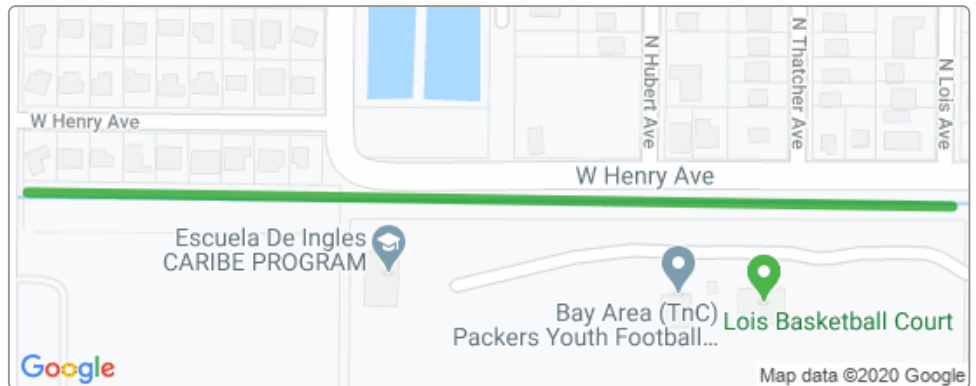 N Hubert Ave
N Thatcher Ave
N Lois Ave
W Henry Ave
W Henry Ave
Escuela De Ingles
CARIBE PROGRAM
Bay Area (TnC)
Packers Youth Football...
Lois Basketball Court
Google
Map data ©2020 Google